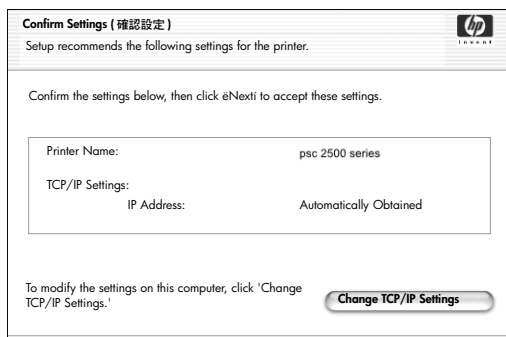 Confirm Settings ( 確認設定 )
hp
invent
Setup recommends the following settings for the printer.
Confirm the settings below, then click ëNextí to accept these settings.
Printer Name: psc 2500 series
TCP/IP Settings:
IP Address: Automatically Obtained
To modify the settings on this computer, click 'Change
TCP/IP Settings.'
Change TCP/IP Settings